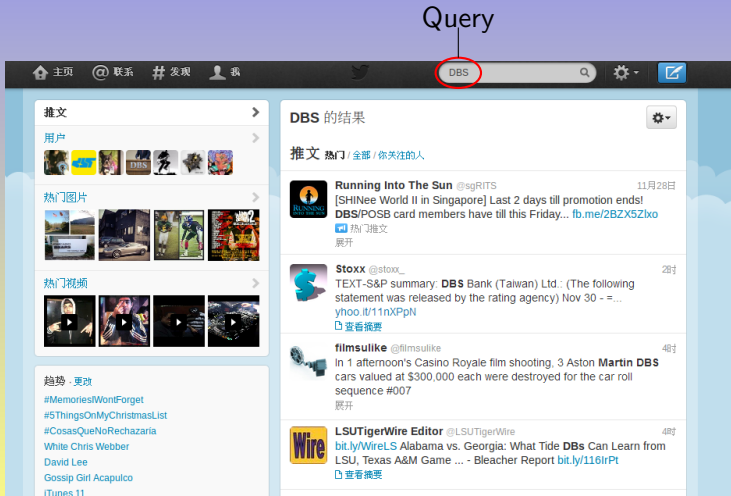 Query
主页 @ 联系 # 发现 我 DBS
推文
用户
热门图片
热门视频
趋势 · 更改
#MemoriesIWontForget
#5ThingsOnMyChristmasList
#CosasQueNoRechazaria
White Chris Webber
David Lee
Gossip Girl Acapulco
iTunes 11
DBS 的结果
推文 热门 / 全部 / 你关注的人
Running Into The Sun @sgRITS 11月28日
[SHINee World II in Singapore] Last 2 days till promotion ends!
DBS/POSB card members have till this Friday... fb.me/2BZX5Zlxo
热门推文
展开
Stoxx @stoxx_ 2时
TEXT-S&P summary: DBS Bank (Taiwan) Ltd.: (The following
statement was released by the rating agency) Nov 30 - =...
yhoo.it/11nXPpN
查看摘要
filmsulike @filmsulike 4时
In 1 afternoon's Casino Royale film shooting, 3 Aston Martin DBS
cars valued at $300,000 each were destroyed for the car roll
sequence #007
展开
LSUTigerWire Editor @LSUTigerWire 4时
bit.ly/WireLS Alabama vs. Georgia: What Tide DBs Can Learn from
LSU, Texas A&M Game ... - Bleacher Report bit.ly/116IrPt
查看摘要
RUNNING
Wire
DBS